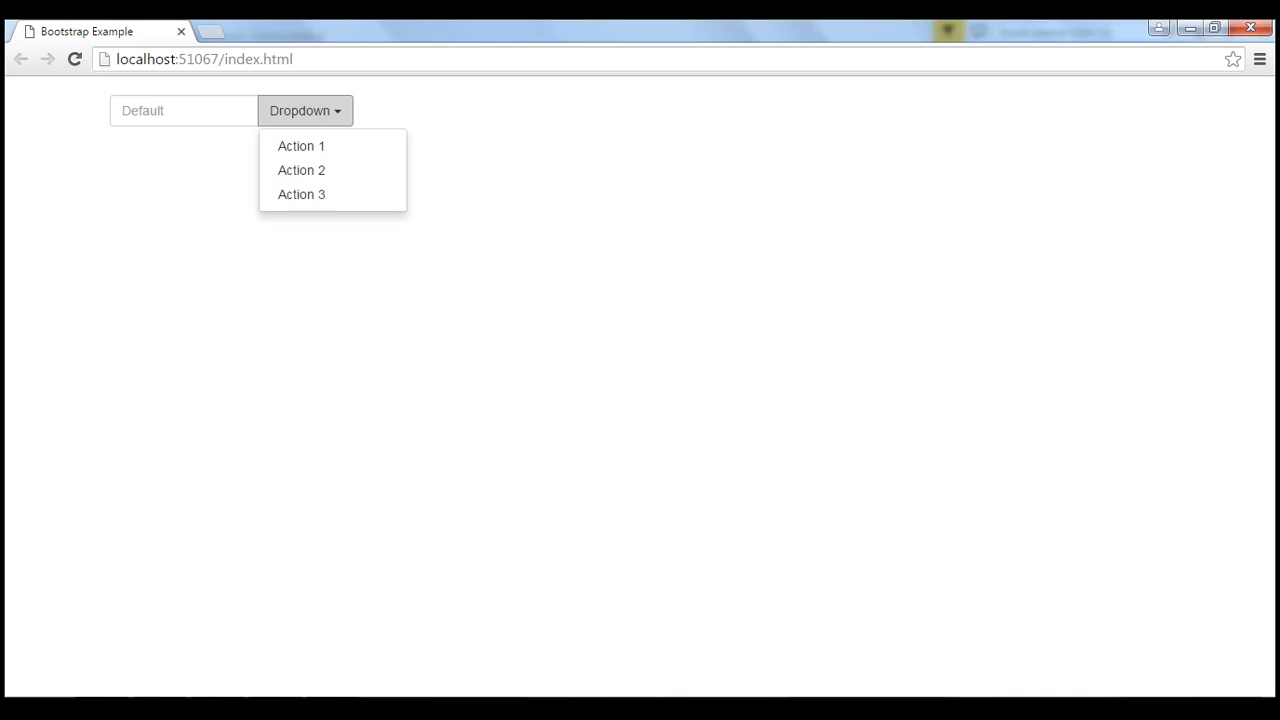 Bootstrap Example
localhost:51067/index.html
Default
Dropdown
Action 1
Action 2
Action 3